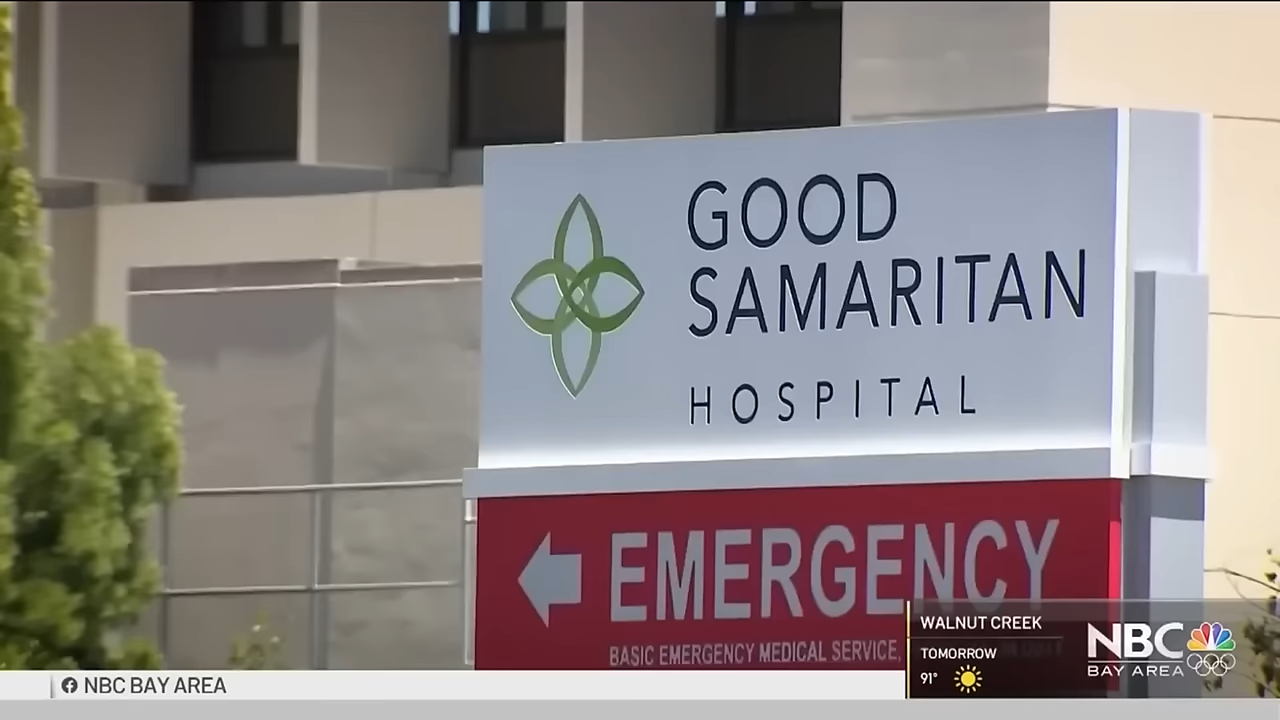 GOOD
SAMARITAN
HOSPITAL
EMERGENCY
BASIC EMERGENCY MEDICAL SERVICE,
WALNUT CREEK
TOMORROW
91°
NBC
BAY AREA
NBC BAY AREA